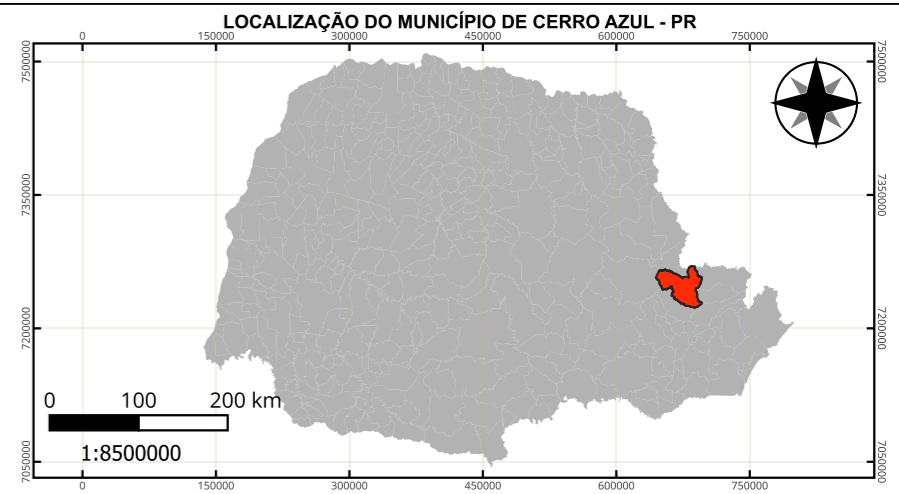 LOCALIZAÇÃO DO MUNICÍPIO DE CERRO AZUL - PR
0 150000 300000 450000 600000 750000
7500000 7500000
7350000 7350000
7200000 7200000
0 100 200 km
1:8500000
7050000 7050000
0 150000 300000 450000 600000 750000